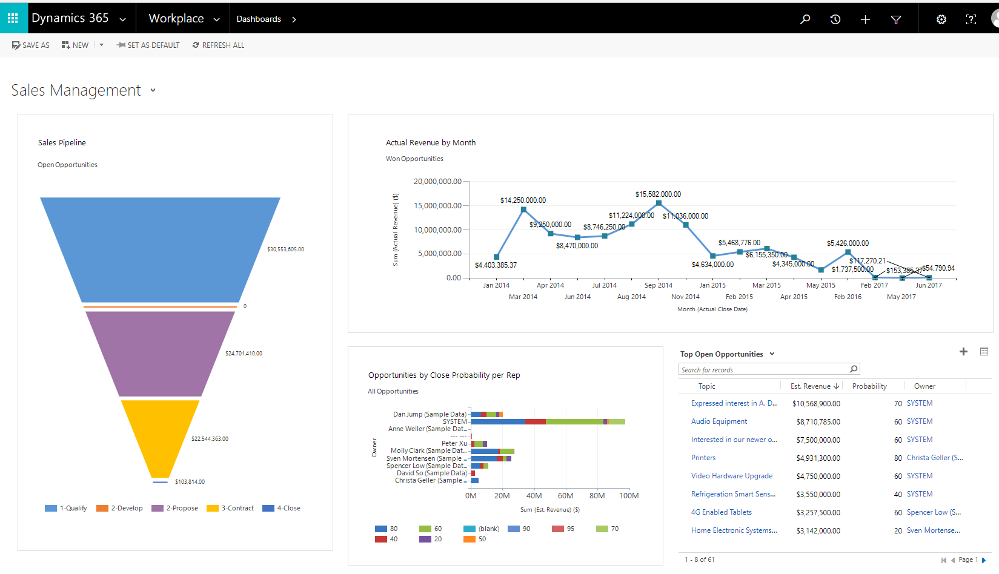 Dynamics 365 Workplace Dashboards
SAVE AS NEW SET AS DEFAULT REFRESH ALL
Sales Management
Sales Pipeline
Open Opportunities
$30,553,605.00
0
$24,701,410.00
$22,544,363.00
$103,814.00
1-Qualify 2-Develop 2-Propose 3-Contract 4-Close
Actual Revenue by Month
Won Opportunities
Sum (Actual Revenue) ($)
20,000,000.00
15,000,000.00
10,000,000.00
5,000,000.00
0.00
$4,403,385.37
$14,250,000.00
$9,250,000.00
$8,470,000.00
$8,746,250.00
$11,224,000.00
$15,582,000.00
$11,036,000.00
$4,634,000.00
$5,468,776.00
$6,155,350.00
$4,345,000.00
$1,737,500.00
$5,426,000.00
$117,270.21
$153,385.37
$54,790.94
Jan 2014 Apr 2014 Jul 2014 Sep 2014 Jan 2015 Mar 2015 May 2015 Feb 2017 Jun 2017
Mar 2014 Jun 2014 Aug 2014 Nov 2014 Feb 2015 Apr 2015 Feb 2016 May 2017
Month (Actual Close Date)
Opportunities by Close Probability per Rep
All Opportunities
Owner
Dan Jump (Sample Data)
SYSTEM
Anne Weiler (Sample Dat...
--- ---
Peter Xu
Molly Clark (Sample Dat...
Sven Mortensen (Sample ...
Spencer Low (Sample Dat...
David So (Sample Data)
Christa Geller (Sample ...
0M 20M 40M 60M 80M 100M
Sum (Est. Revenue) ($)
80 60 (blank) 90 95 70
40 20 50
Top Open Opportunities
Search for records
Topic Est. Revenue Probability Owner
Expressed interest in A. D... $10,568,900.00 70 SYSTEM
Audio Equipment $8,710,785.00 60 SYSTEM
Interested in our newer o... $7,500,000.00 60 SYSTEM
Printers $4,931,300.00 80 Christa Geller (S...
Video Hardware Upgrade $4,750,000.00 60 SYSTEM
Refrigeration Smart Sens... $3,550,000.00 40 SYSTEM
4G Enabled Tablets $3,257,500.00 60 Spencer Low (S...
Home Electronic Systems... $3,142,000.00 20 Sven Mortense...
1 - 8 of 61 Page 1